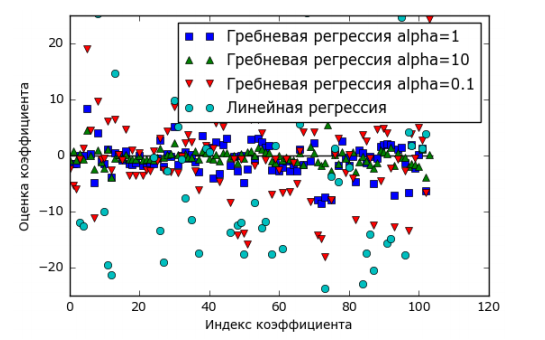 Гребневая регрессия alpha=1
Гребневая регрессия alpha=10
Гребневая регрессия alpha=0.1
Линейная регрессия
Оценка коэффициента
20
10
0
−10
−20
0 20 40 60 80 100 120
Индекс коэффициента